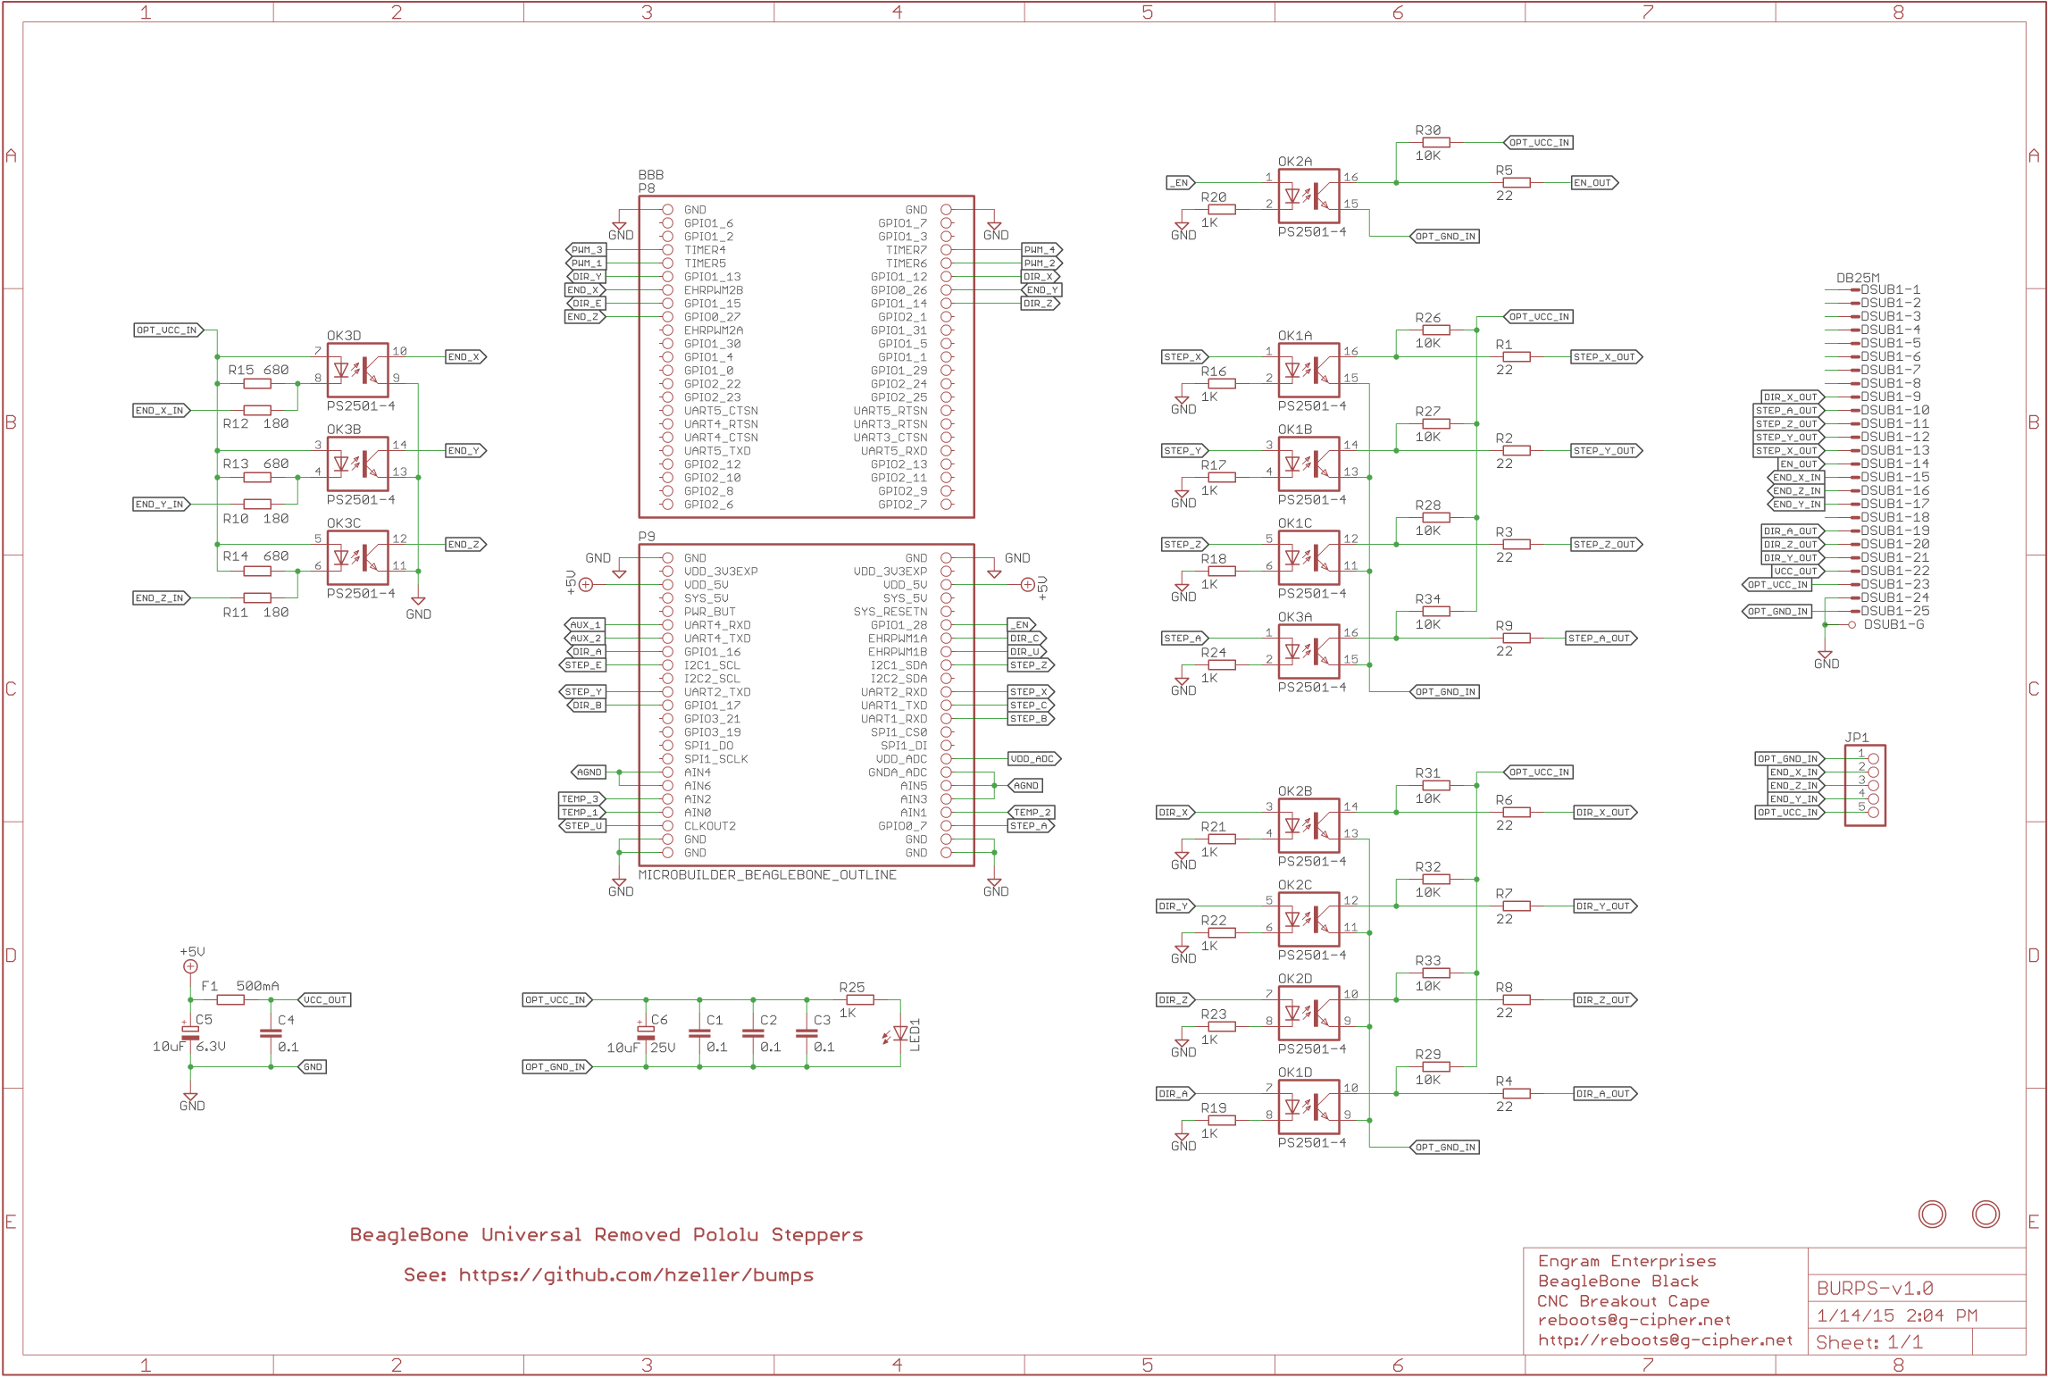 1 2 3 4 5 6 7 8
A A
B B
C C
D D
E E
OPT_VCC_IN
OK3D
7 10 END_X
R15 680
8 9
END_X_IN
R12 180
PS2501-4
OK3B
3 14 END_Y
R13 680
4 13
END_Y_IN
R10 180
PS2501-4
OK3C
5 12 END_Z
R14 680
6 11
END_Z_IN
R11 180
PS2501-4
GND
BBB
P8
GND GND
GND GND
GPIO1_6 GPIO1_7
GPIO1_2 GPIO1_3
PWM_3 TIMER4 TIMER7 PWM_4
PWM_1 TIMER5 TIMER6 PWM_2
DIR_Y GPIO1_13 GPIO1_12 DIR_X
END_X EHRPWM2B GPIO0_26 END_Y
DIR_E GPIO1_15 GPIO1_14 DIR_Z
END_Z GPIO0_27 GPIO2_1
EHRPWM2A GPIO1_31
GPIO1_30 GPIO1_5
GPIO1_4 GPIO1_1
GPIO1_0 GPIO1_29
GPIO2_22 GPIO2_24
GPIO2_23 GPIO2_25
UART5_CTSN UART5_RTSN
UART4_RTSN UART3_RTSN
UART4_CTSN UART3_CTSN
UART5_TXD UART5_RXD
GPIO2_12 GPIO2_13
GPIO2_10 GPIO2_11
GPIO2_8 GPIO2_9
GPIO2_6 GPIO2_7
P9
GND GND GND GND
VDD_3V3EXP VDD_3V3EXP
+5V VDD_5V VDD_5V +5V
SYS_5V SYS_5V
PWR_BUT SYS_RESETN
AUX_1 UART4_RXD GPIO1_28 _EN
AUX_2 UART4_TXD EHRPWM1A DIR_C
DIR_A GPIO1_16 EHRPWM1B DIR_U
STEP_E I2C1_SCL I2C1_SDA STEP_Z
I2C2_SCL I2C2_SDA
STEP_Y UART2_TXD UART2_RXD STEP_X
DIR_B GPIO1_17 UART1_TXD STEP_C
GPIO3_21 UART1_RXD STEP_B
GPIO3_19 SPI1_CS0
SPI1_DO SPI1_DI
SPI1_SCLK VDD_ADC VDD_ADC
AGND AIN4 GNDA_ADC
AIN6 AIN5 AGND
TEMP_3 AIN2 AIN3
TEMP_1 AIN0 AIN1 TEMP_2
STEP_U CLKOUT2 GPIO0_7 STEP_A
GND GND
GND GND
GND GND
MICROBUILDER_BEAGLEBONE_OUTLINE
+5V
F1 500mA VCC_OUT
C5 C4
10uF 6.3V 0.1
GND
GND
OPT_VCC_IN R25
1K
C6 C1 C2 C3 LED1
10uF 25V 0.1 0.1 0.1
OPT_GND_IN
R30 OPT_VCC_IN
10K
OK2A
_EN 1 16 R5 EN_OUT
22
R20 2 15
1K
GND PS2501-4 OPT_GND_IN
R26 OPT_VCC_IN
10K
OK1A
STEP_X 1 16 R1 STEP_X_OUT
22
R16 2 15
1K
GND PS2501-4
R27
10K
OK1B
STEP_Y 3 14 R2 STEP_Y_OUT
22
R17 4 13
1K
GND PS2501-4
R28
10K
OK1C
STEP_Z 5 12 R3 STEP_Z_OUT
22
R18 6 11
1K
GND PS2501-4
R34
10K
OK3A
STEP_A 1 16 R9 STEP_A_OUT
22
R24 2 15
1K
GND PS2501-4 OPT_GND_IN
R31 OPT_VCC_IN
10K
OK2B
DIR_X 3 14 R6 DIR_X_OUT
22
R21 4 13
1K
GND PS2501-4
R32
10K
OK2C
DIR_Y 5 12 R7 DIR_Y_OUT
22
R22 6 11
1K
GND PS2501-4
R33
10K
OK2D
DIR_Z 7 10 R8 DIR_Z_OUT
22
R23 8 9
1K
GND PS2501-4
R29
10K
OK1D
DIR_A 7 10 R4 DIR_A_OUT
22
R19 8 9
1K
GND PS2501-4 OPT_GND_IN
DB25M
DSUB1-1
DSUB1-2
DSUB1-3
DSUB1-4
DSUB1-5
DSUB1-6
DSUB1-7
DSUB1-8
DIR_X_OUT DSUB1-9
STEP_A_OUT DSUB1-10
STEP_Z_OUT DSUB1-11
STEP_Y_OUT DSUB1-12
STEP_X_OUT DSUB1-13
EN_OUT DSUB1-14
END_X_IN DSUB1-15
END_Z_IN DSUB1-16
END_Y_IN DSUB1-17
DSUB1-18
DIR_A_OUT DSUB1-19
DIR_Z_OUT DSUB1-20
DIR_Y_OUT DSUB1-21
VCC_OUT DSUB1-22
OPT_VCC_IN DSUB1-23
DSUB1-24
OPT_GND_IN DSUB1-25
DSUB1-G
GND
JP1
OPT_GND_IN 1
END_X_IN 2
END_Z_IN 3
END_Y_IN 4
OPT_VCC_IN 5
BeagleBone Universal Removed Pololu Steppers
See: https://github.com/hzeller/bumps
Engram Enterprises
BeagleBone Black
CNC Breakout Cape
reboots@g-cipher.net
http://reboots@g-cipher.net
BURPS-v1.0
1/14/15 2:04 PM
Sheet: 1/1
1 2 3 4 5 6 7 8